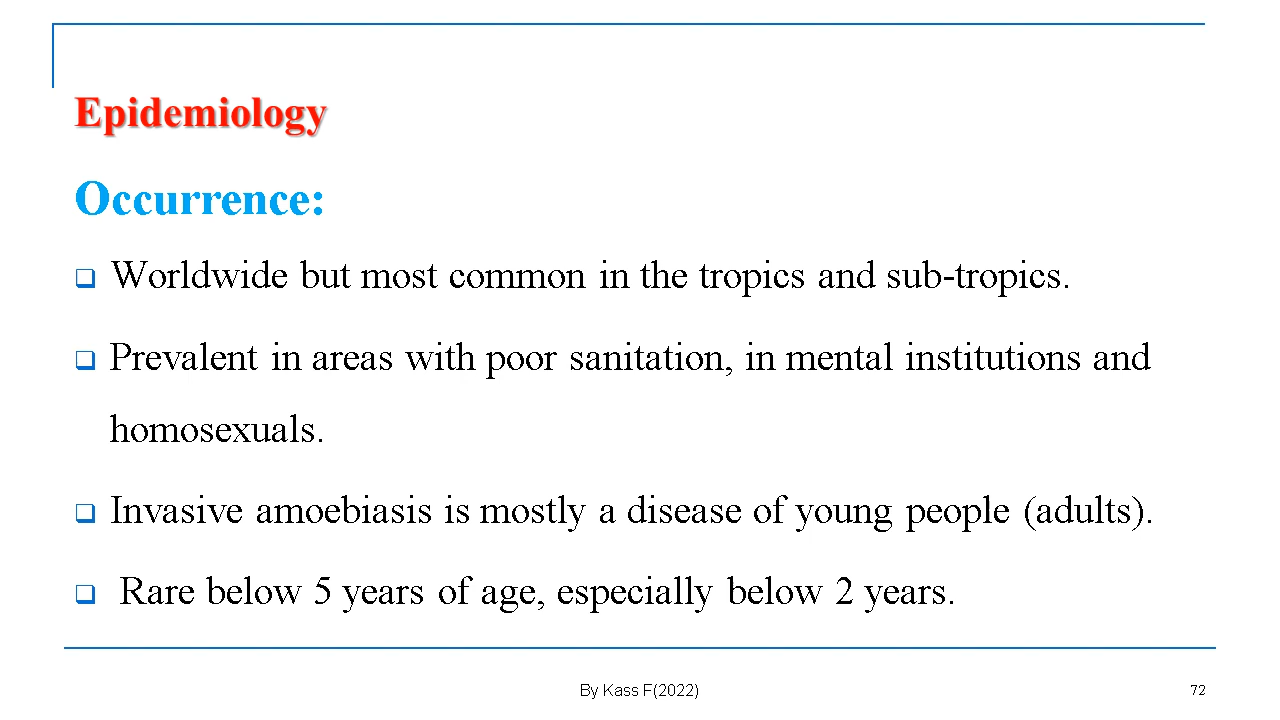 Epidemiology
Occurrence:
❑ Worldwide but most common in the tropics and sub-tropics.
❑ Prevalent in areas with poor sanitation, in mental institutions and
homosexuals.
❑ Invasive amoebiasis is mostly a disease of young people (adults).
❑ Rare below 5 years of age, especially below 2 years.
By Kass F(2022)
72